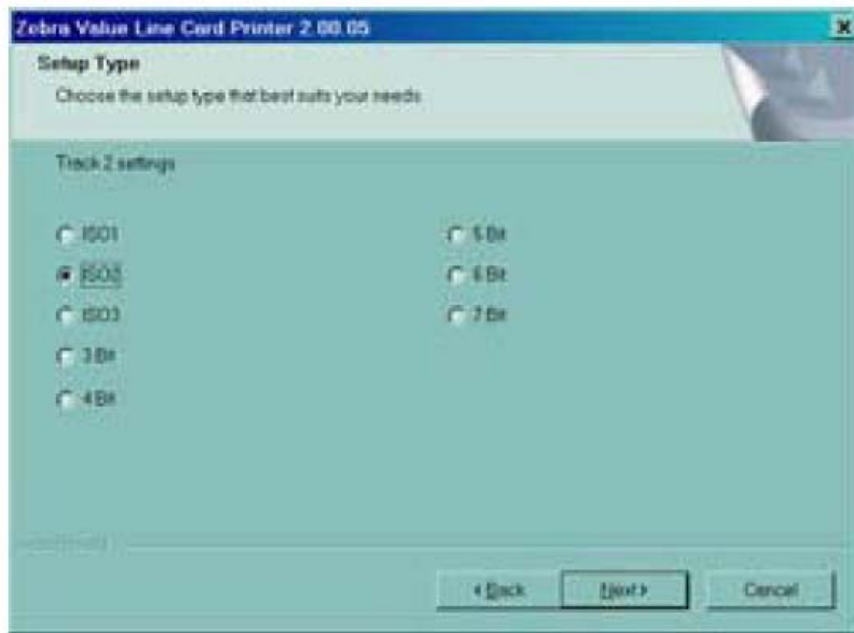 Zebra Value Line Card Printer 2.00.05
Setup Type
Choose the setup type that best suits your needs
Track 2 settings
ISO1
ISO2
ISO3
3 Bit
4 Bit
5 Bit
6 Bit
7 Bit
< Back
Next >
Cancel